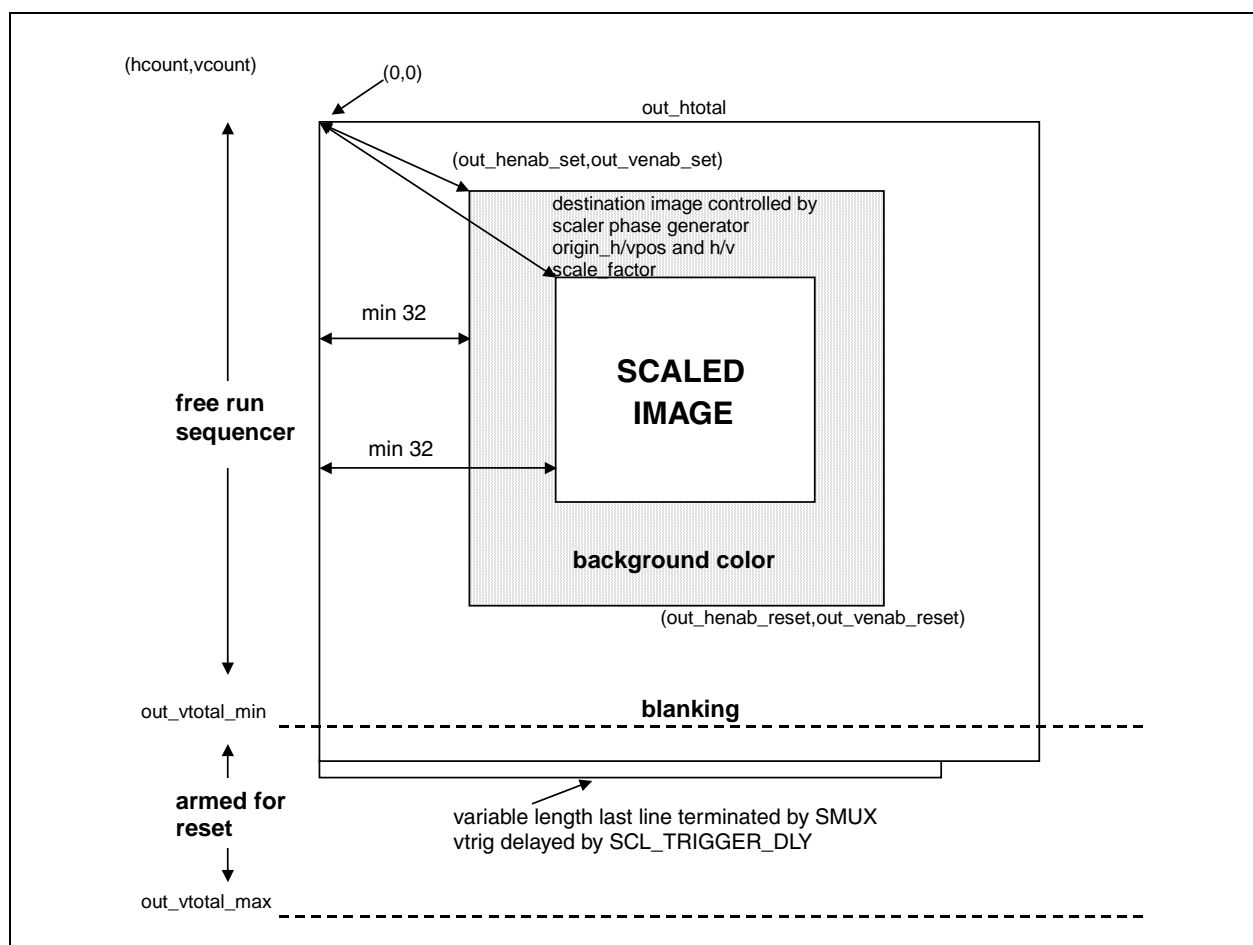 (hcount,vcount)
(0,0)
out_htotal
(out_henab_set,out_venab_set)
destination image controlled by
scaler phase generator
origin_h/vpos and h/v
scale_factor
min 32
SCALED
IMAGE
free run
sequencer
min 32
background color
(out_henab_reset,out_venab_reset)
out_vtotal_min
blanking
armed for
reset
variable length last line terminated by SMUX
vtrig delayed by SCL_TRIGGER_DLY
out_vtotal_max